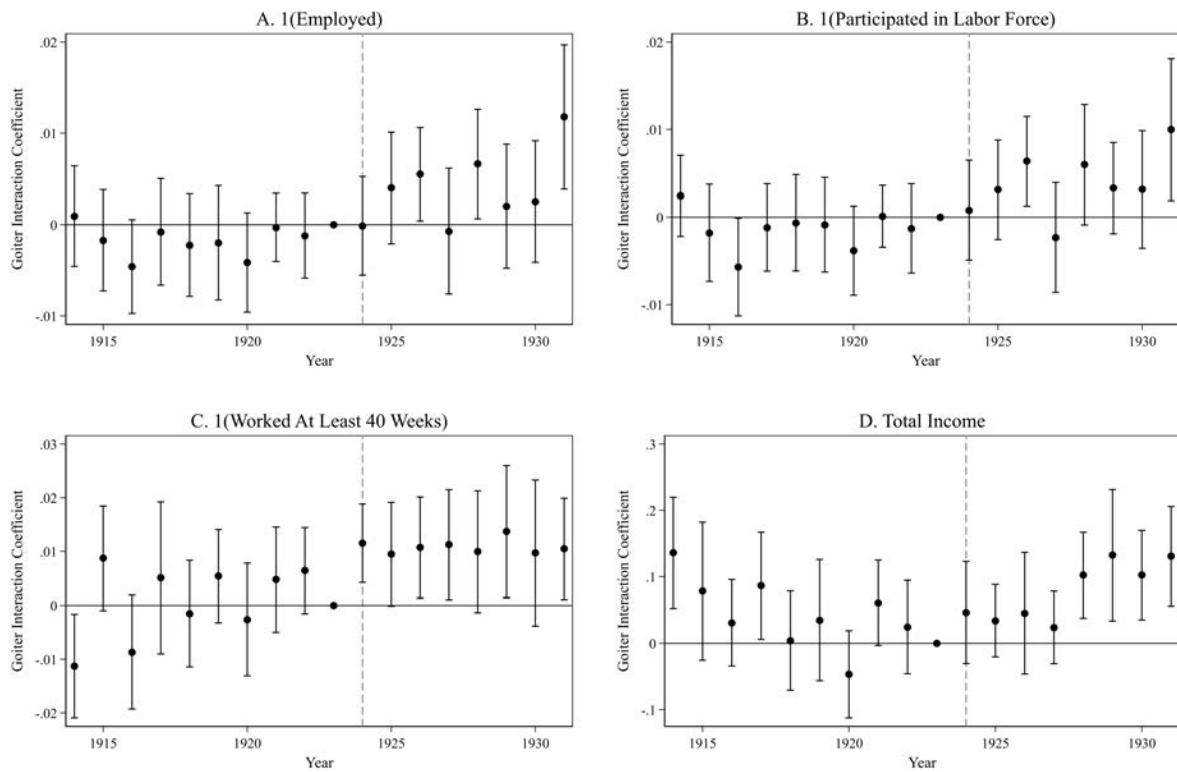 A. 1(Employed)
Goiter Interaction Coefficient
.02
.01
0
-.01
1915 1920 1925 1930
Year
B. 1(Participated in Labor Force)
Goiter Interaction Coefficient
.02
.01
0
-.01
1915 1920 1925 1930
Year
C. 1(Worked At Least 40 Weeks)
Goiter Interaction Coefficient
.03
.02
.01
0
-.01
-.02
1915 1920 1925 1930
Year
D. Total Income
Goiter Interaction Coefficient
.3
.2
.1
0
-.1
1915 1920 1925 1930
Year